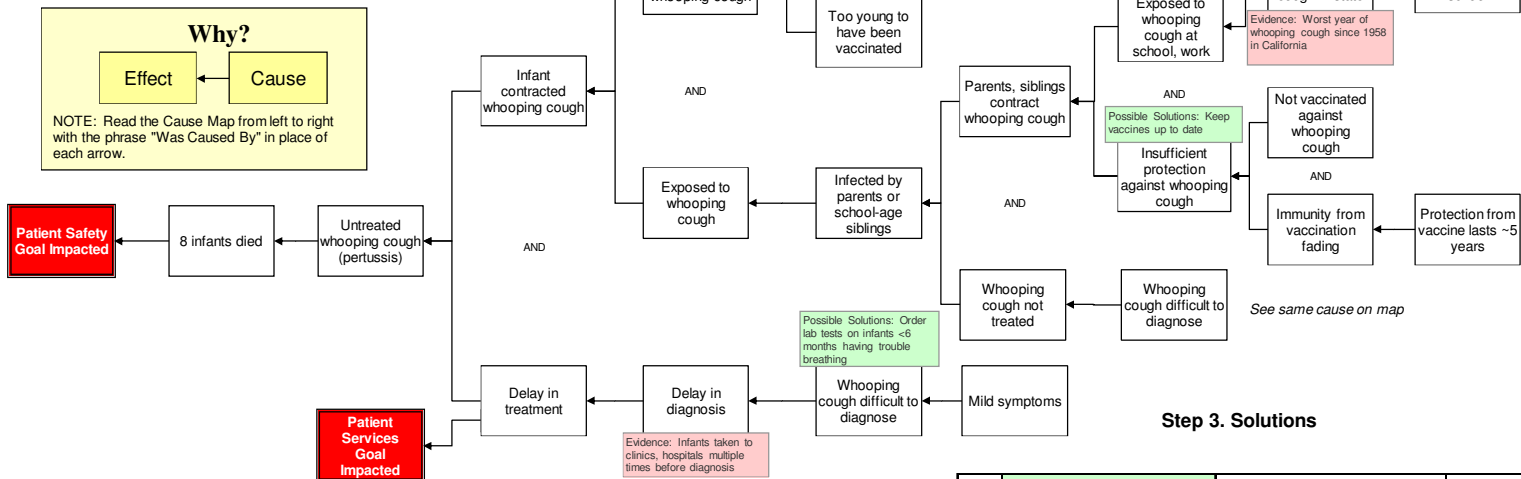 Why?
Effect
Cause
NOTE: Read the Cause Map from left to right
with the phrase "Was Caused By" in place of
each arrow.
Patient Safety
Goal Impacted
8 infants died
Untreated
whooping cough
(pertussis)
AND
Infant
contracted
whooping cough
AND
Too young to
have been
vaccinated
Exposed to
whooping
cough
Infected by
parents or
school-age
siblings
AND
Parents, siblings
contract
whooping cough
AND
Exposed to
whooping
cough at
school, work
Evidence: Worst year of
whooping cough since 1958
in California
Possible Solutions: Keep
vaccines up to date
Insufficient
protection
against whooping
cough
Not vaccinated
against
whooping
cough
AND
Immunity from
vaccination
fading
Protection from
vaccine lasts ~5
years
Whooping
cough not
treated
Whooping
cough difficult to
diagnose
See same cause on map
Patient
Services
Goal
Impacted
Delay in
treatment
Delay in
diagnosis
Evidence: Infants taken to
clinics, hospitals multiple
times before diagnosis
Possible Solutions: Order
lab tests on infants <6
months having trouble
breathing
Whooping
cough difficult to
diagnose
Mild symptoms
Step 3. Solutions